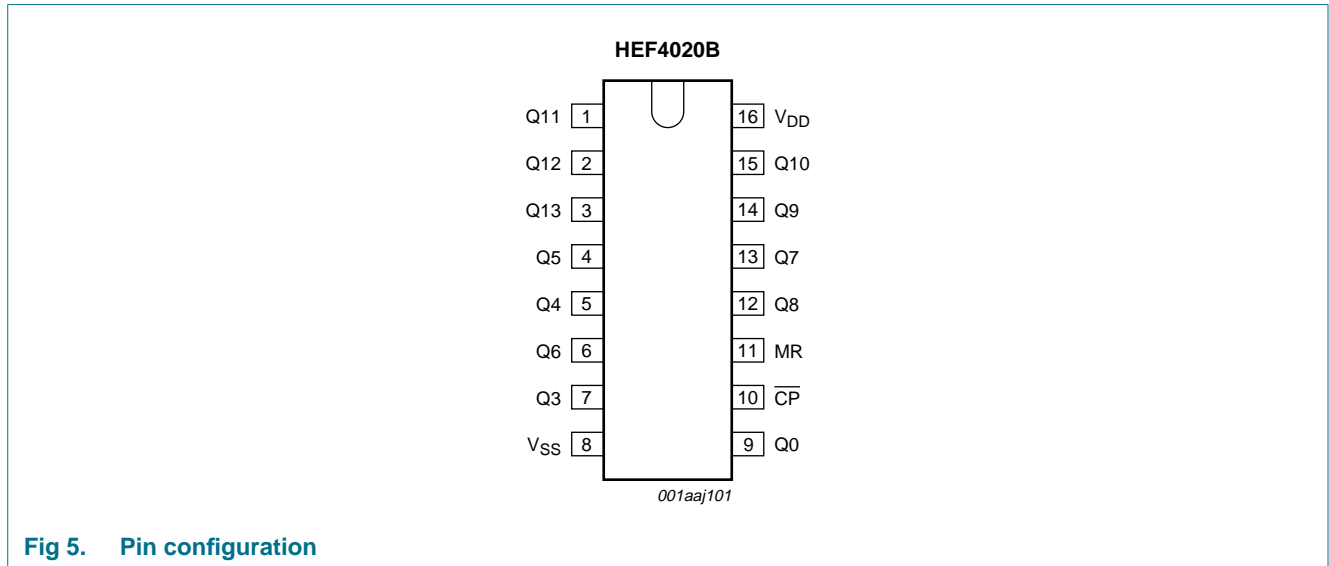 HEF4020B
Q11 1 16 VDD
Q12 2 15 Q10
Q13 3 14 Q9
Q5 4 13 Q7
Q4 5 12 Q8
Q6 6 11 MR
Q3 7 10 C̅P̅
VSS 8 9 Q0
001aaj101
Fig 5. Pin configuration